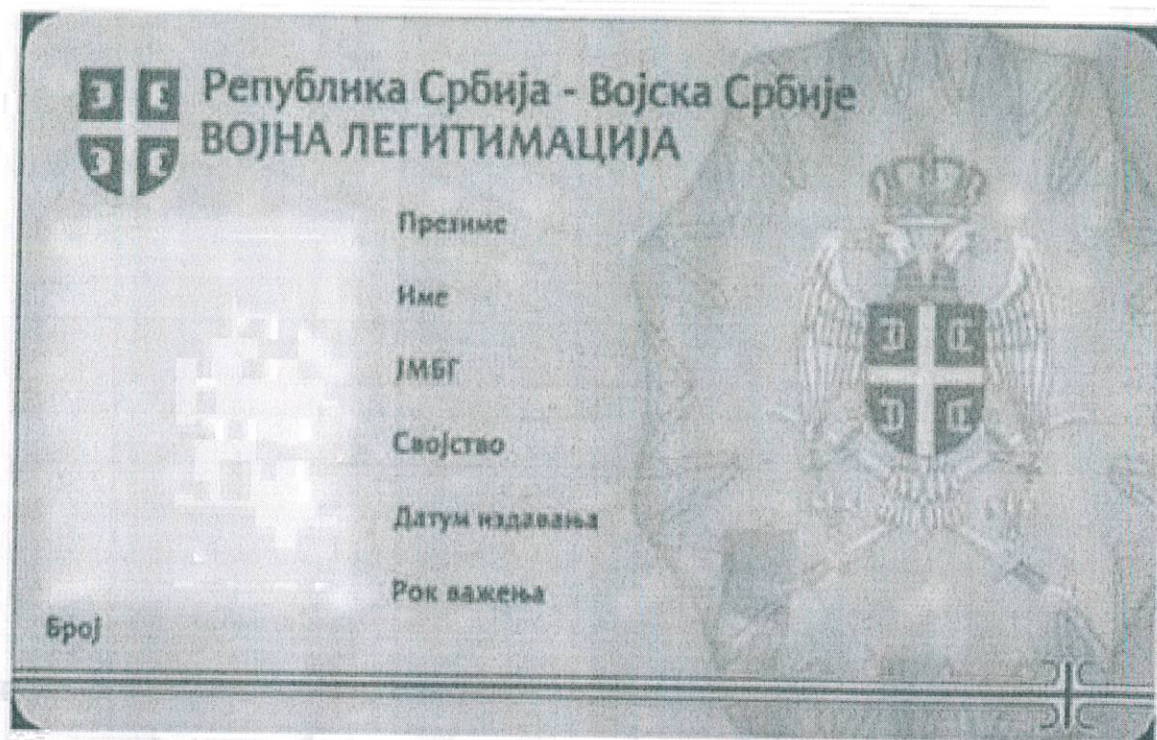 Република Србија - Војска Србије
ВОЈНА ЛЕГИТИМАЦИЈА
Презиме
Име
ЈМБГ
Својство
Датум издавања
Рок важења
Број